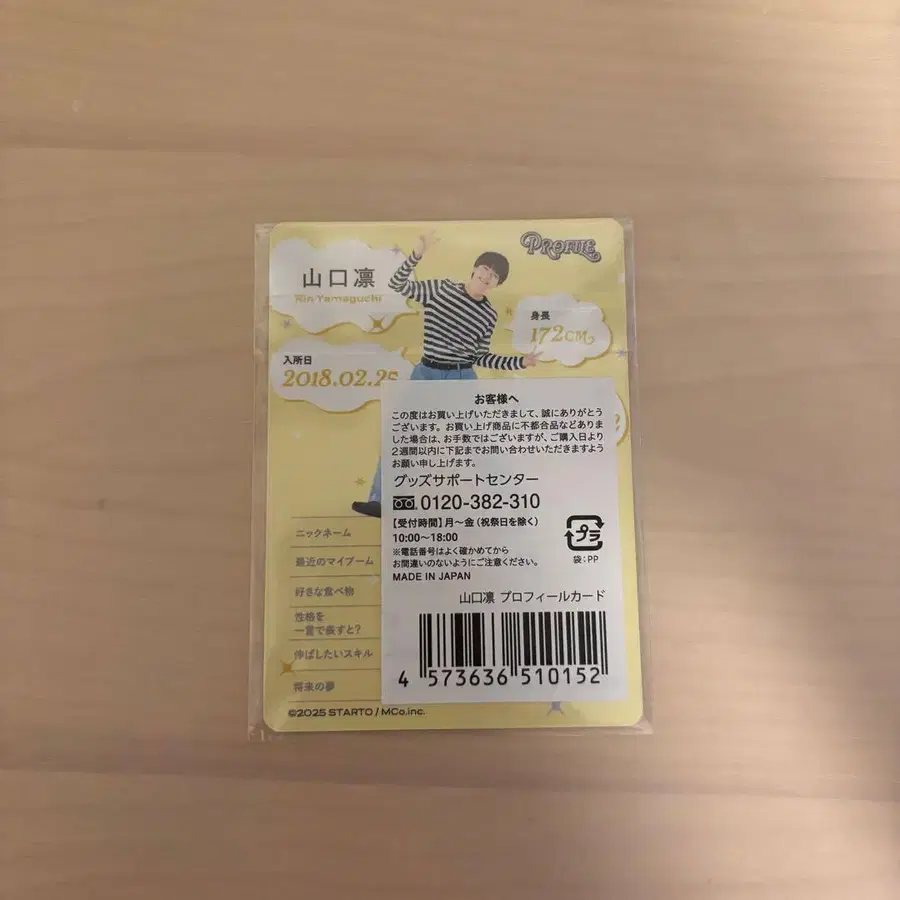 PROFILE
山口凛
Rin Yamaguchi
身長
172CM
入所日
2018.02.25
お客様へ
この度はお買い上げいただきまして、誠にありがとう
ございます。お買い上げ商品に不都合品などありま
した場合は、お手数ではございますが、ご購入日より
2週間以内に下記までお問い合わせいただきますよう
お願い申し上げます。
グッズサポートセンター
0120-382-310
【受付時間】月〜金(祝祭日を除く)
10:00〜18:00
※電話番号はよく確かめてから
お間違いのないようにご注意ください。
MADE IN JAPAN
プラ
袋:PP
山口凛 プロフィールカード
4 573636 510152
ニックネーム
最近のマイブーム
好きな食べ物
性格を
一言で表すと?
伸ばしたいスキル
将来の夢
©2025 STARTO / MCo.inc.